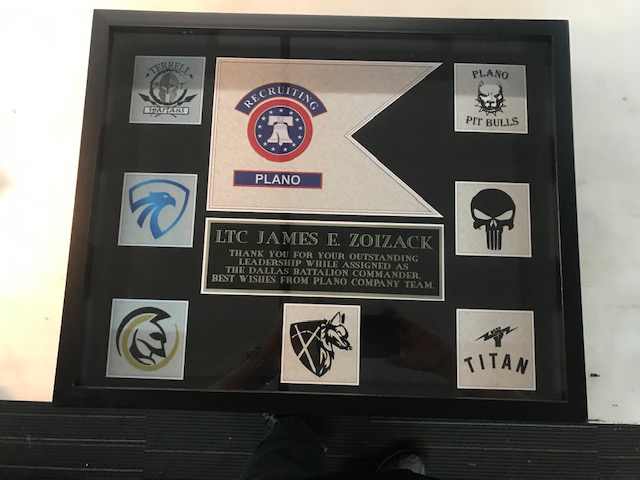 TERRELL
SPARTANS
RECRUITING
PLANO
PLANO
PIT BULLS
LTC JAMES E. ZOIZACK
THANK YOU FOR YOUR OUTSTANDING
LEADERSHIP WHILE ASSIGNED AS
THE DALLAS BATTALION COMMANDER.
BEST WISHES FROM PLANO COMPANY TEAM.
TITAN